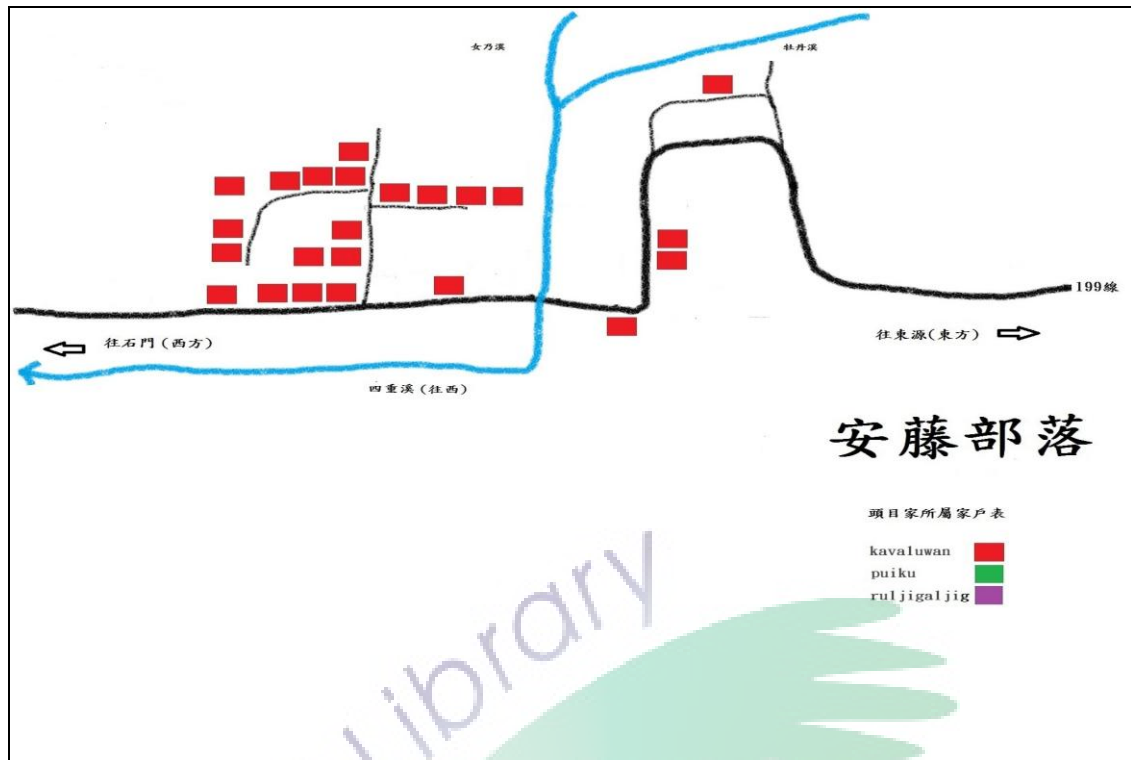 女乃溪
牡丹溪
199線
往石門(西方)
往東源(東方)
四重溪(往西)
安藤部落
頭目家所屬家戶表
kavaluwan
puiku
ruljigaljig
Library